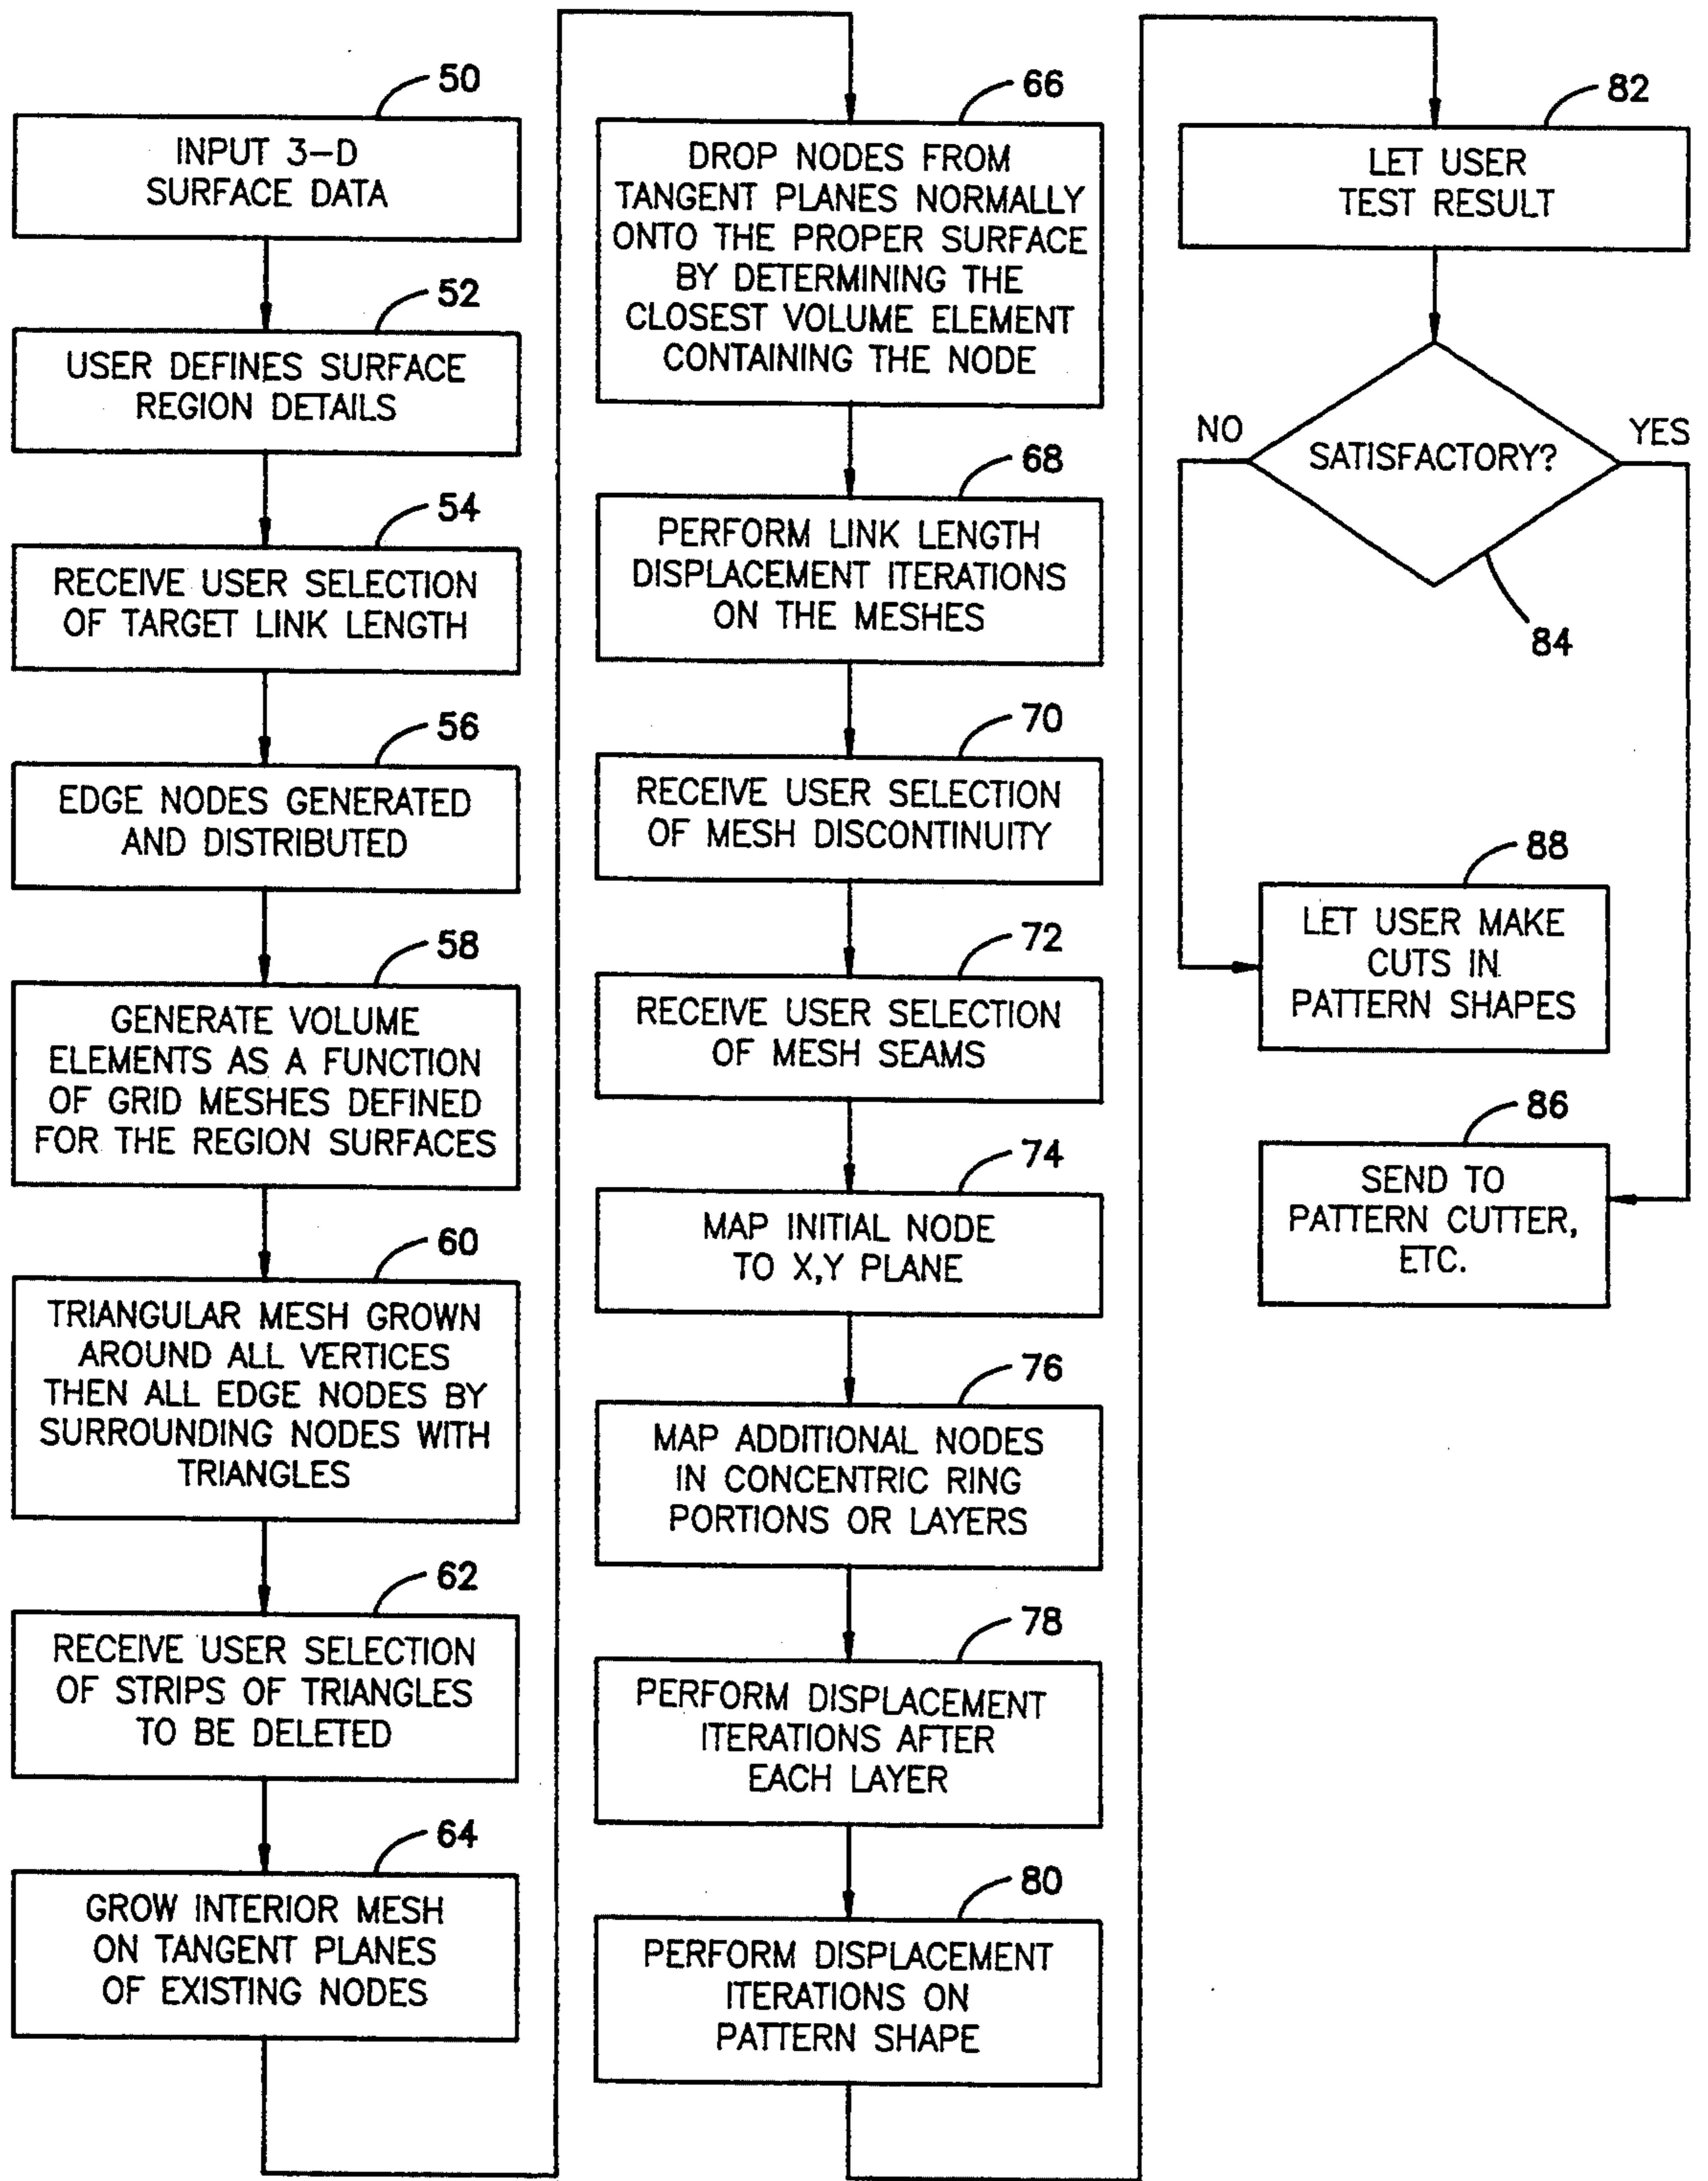 50
INPUT 3-D
SURFACE DATA
52
USER DEFINES SURFACE
REGION DETAILS
54
RECEIVE USER SELECTION
OF TARGET LINK LENGTH
56
EDGE NODES GENERATED
AND DISTRIBUTED
58
GENERATE VOLUME
ELEMENTS AS A FUNCTION
OF GRID MESHES DEFINED
FOR THE REGION SURFACES
60
TRIANGULAR MESH GROWN
AROUND ALL VERTICES
THEN ALL EDGE NODES BY
SURROUNDING NODES WITH
TRIANGLES
62
RECEIVE USER SELECTION
OF STRIPS OF TRIANGLES
TO BE DELETED
64
GROW INTERIOR MESH
ON TANGENT PLANES
OF EXISTING NODES
66
DROP NODES FROM
TANGENT PLANES NORMALLY
ONTO THE PROPER SURFACE
BY DETERMINING THE
CLOSEST VOLUME ELEMENT
CONTAINING THE NODE
68
PERFORM LINK LENGTH
DISPLACEMENT ITERATIONS
ON THE MESHES
70
RECEIVE USER SELECTION
OF MESH DISCONTINUITY
72
RECEIVE USER SELECTION
OF MESH SEAMS
74
MAP INITIAL NODE
TO X,Y PLANE
76
MAP ADDITIONAL NODES
IN CONCENTRIC RING
PORTIONS OR LAYERS
78
PERFORM DISPLACEMENT
ITERATIONS AFTER
EACH LAYER
80
PERFORM DISPLACEMENT
ITERATIONS ON
PATTERN SHAPE
82
LET USER
TEST RESULT
NO
SATISFACTORY?
YES
84
88
LET USER MAKE
CUTS IN
PATTERN SHAPES
86
SEND TO
PATTERN CUTTER,
ETC.